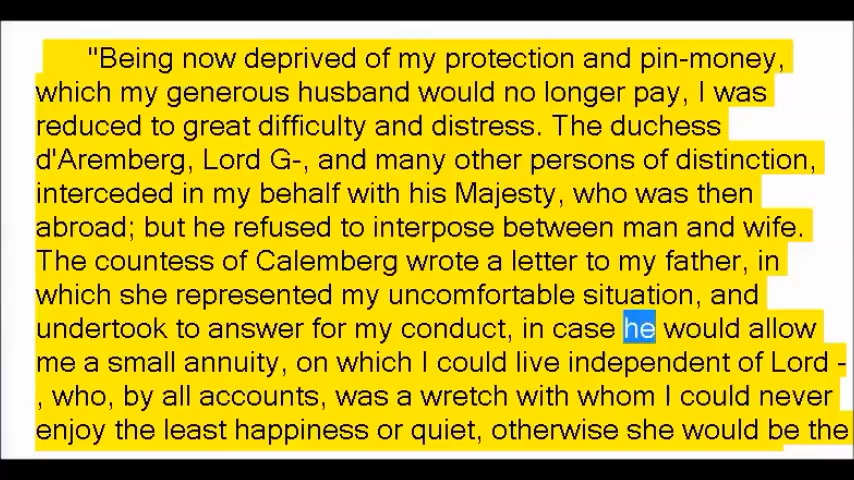 "Being now deprived of my protection and pin-money,
which my generous husband would no longer pay, I was
reduced to great difficulty and distress. The duchess
d'Aremberg, Lord G-, and many other persons of distinction,
interceded in my behalf with his Majesty, who was then
abroad; but he refused to interpose between man and wife.
The countess of Calemberg wrote a letter to my father, in
which she represented my uncomfortable situation, and
undertook to answer for my conduct, in case he would allow
me a small annuity, on which I could live independent of Lord -
, who, by all accounts, was a wretch with whom I could never
enjoy the least happiness or quiet, otherwise she would be the